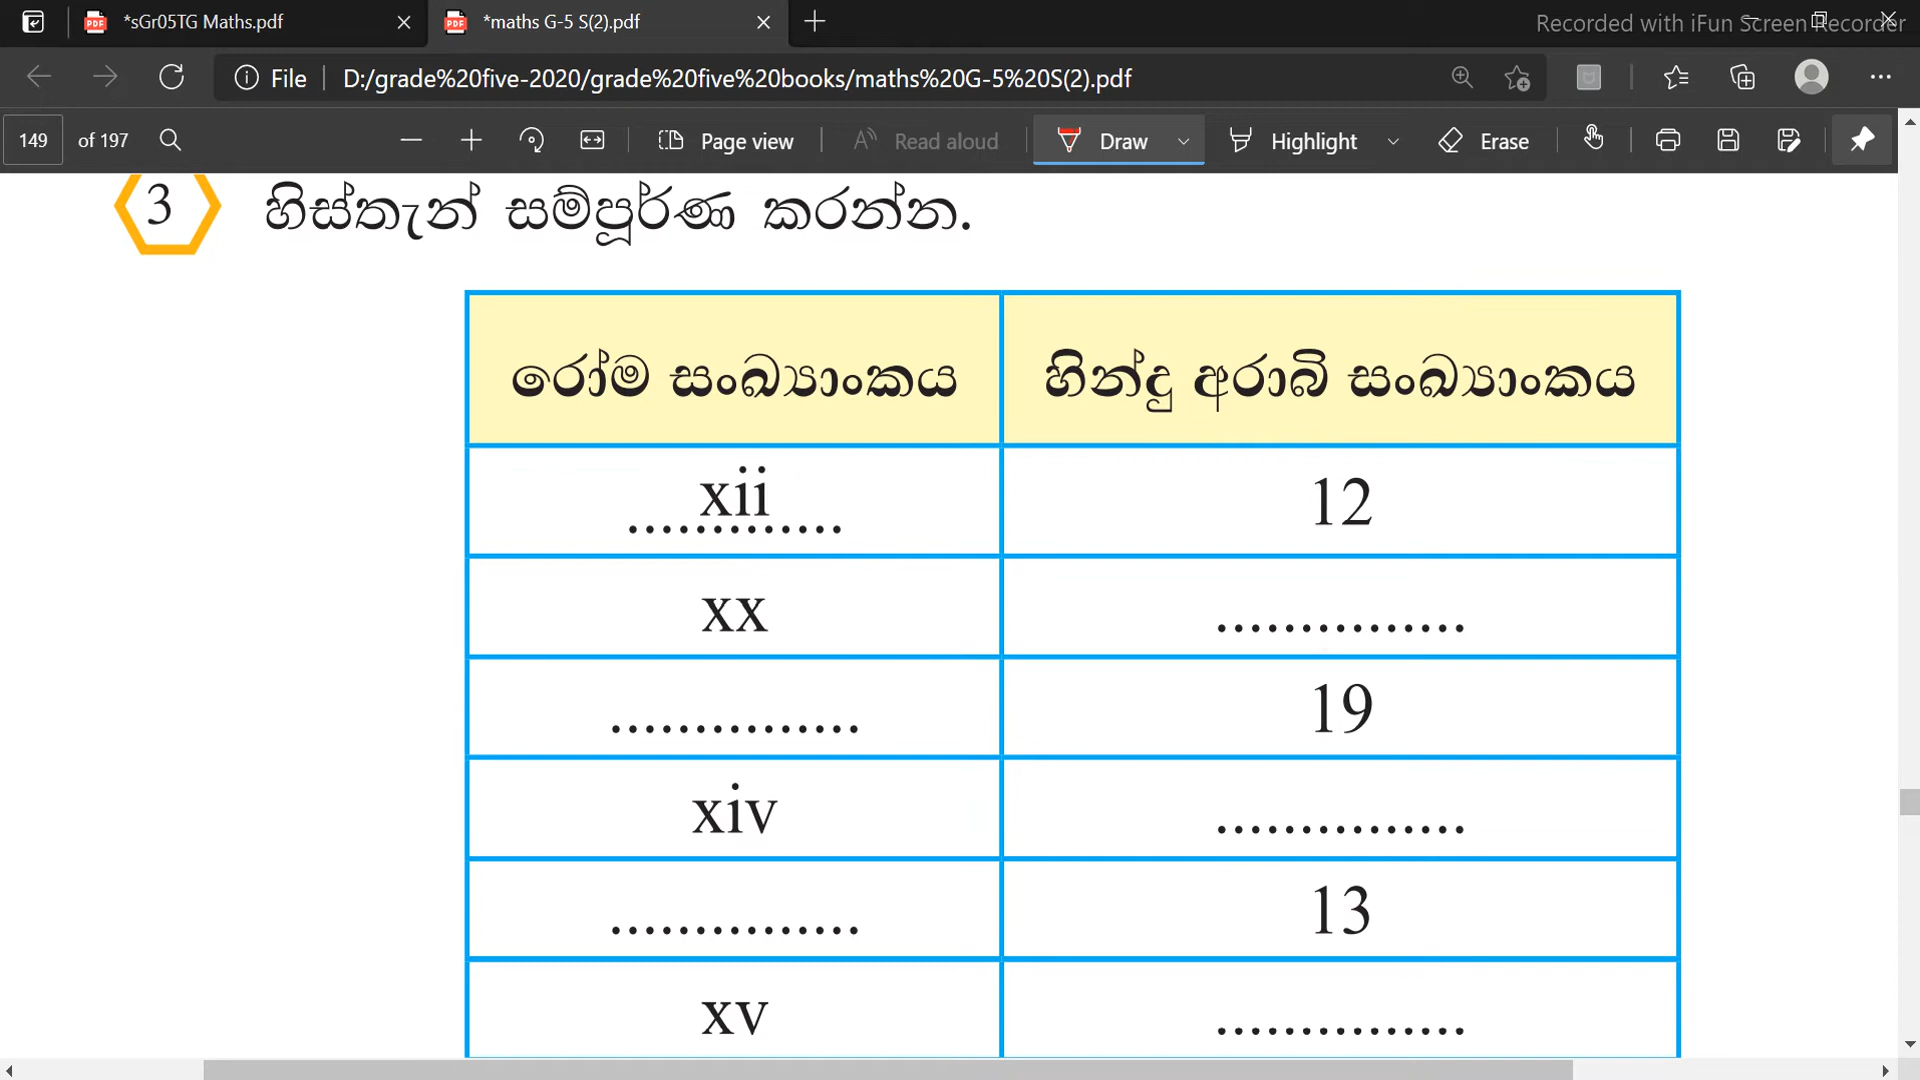 *sGr05TG Maths.pdf
*maths G-5 S(2).pdf
Recorded with iFun Screen Recorder
File
D:/grade%20five-2020/grade%20five%20books/maths%20G-5%20S(2).pdf
149 of 197
Page view
Read aloud
Draw
Highlight
Erase
3 හිස්තැන් සම්පූර්ණ කරන්න.
රෝම සංඛ්‍යාංකය හින්දු අරාබි සංඛ්‍යාංකය
xii ............. 12
xx ...............
............... 19
xiv ...............
............... 13
xv ...............